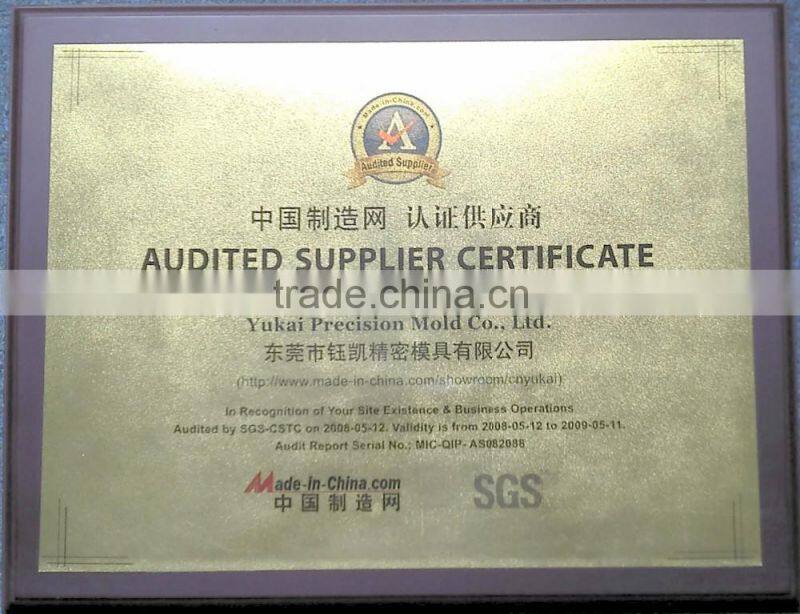 Made-in-China.com
A
Audited Supplier
中国制造网 认证供应商
AUDITED SUPPLIER CERTIFICATE
trade.china.cn
Yukai Precision Mold Co., Ltd.
东莞市钰凯精密模具有限公司
(http://www.made-in-china.com/showroom/cnyukai)
In Recognition of Your Site Existence & Business Operations
Audited by SGS-CSTC on 2008-05-12. Validity is from 2008-05-12 to 2009-05-11.
Audit Report Serial No.: MIC-QIP- AS082088
Made-in-China.com
中国制造网
SGS